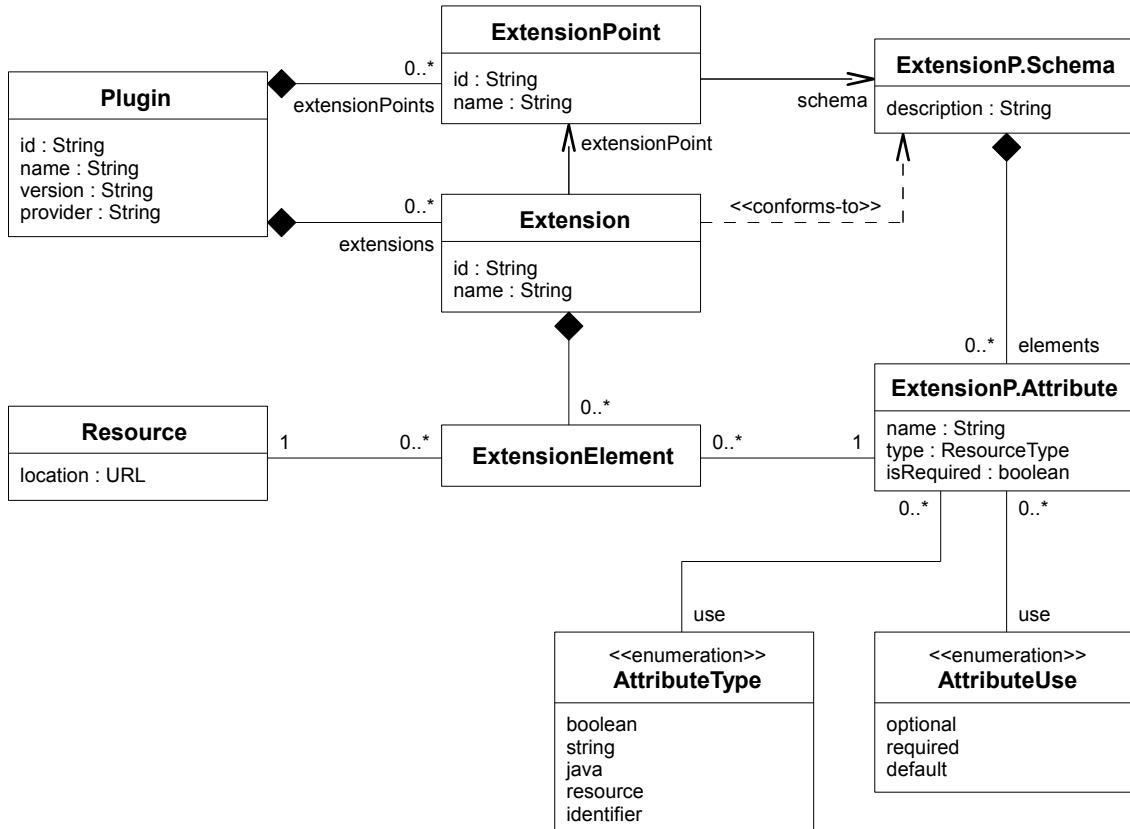 ExtensionPoint
id : String
name : String
ExtensionP.Schema
description : String
Plugin
id : String
name : String
version : String
provider : String
0..*
extensionPoints
schema
extensionPoint
0..*
extensions
Extension
id : String
name : String
<<conforms-to>>
0..*
elements
ExtensionP.Attribute
name : String
type : ResourceType
isRequired : boolean
Resource
location : URL
1
0..*
0..*
ExtensionElement
0..*
1
0..*
0..*
use
use
<<enumeration>>
AttributeType
boolean
string
java
resource
identifier
<<enumeration>>
AttributeUse
optional
required
default